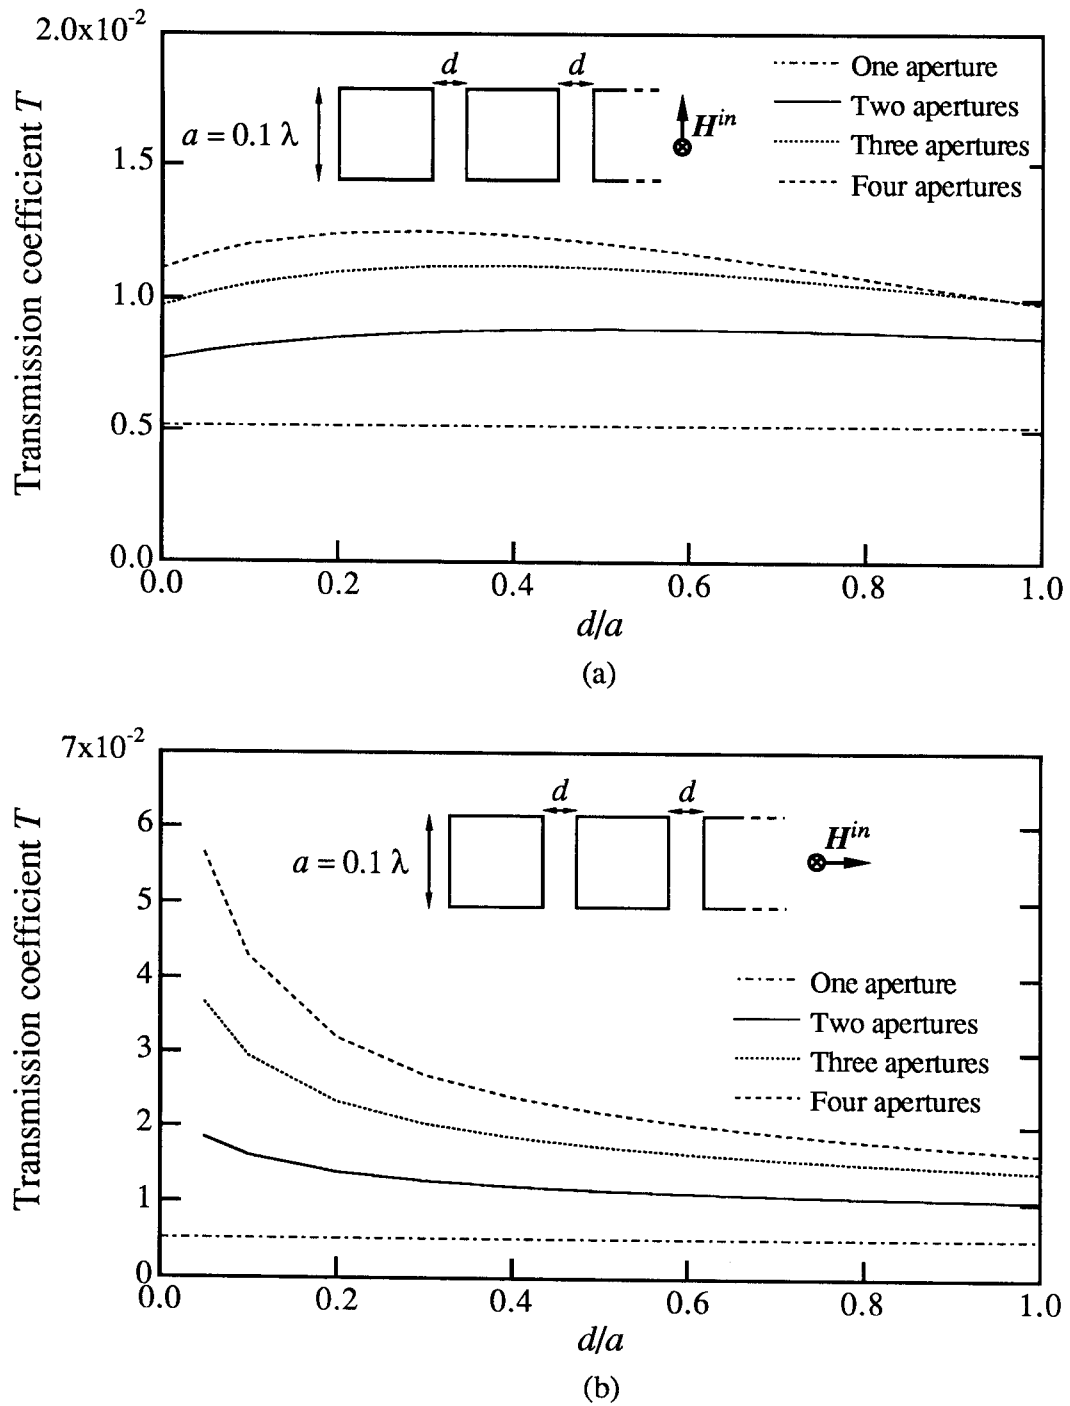 2.0x10-2
1.5
1.0
0.5
0.0
Transmission coefficient T
d d
a = 0.1 λ
Hin
One aperture
Two apertures
Three apertures
Four apertures
0.0 0.2 0.4 0.6 0.8 1.0
d/a
(a)
7x10-2
6
5
4
3
2
1
0
Transmission coefficient T
d d
a = 0.1 λ
Hin
One aperture
Two apertures
Three apertures
Four apertures
0.0 0.2 0.4 0.6 0.8 1.0
d/a
(b)